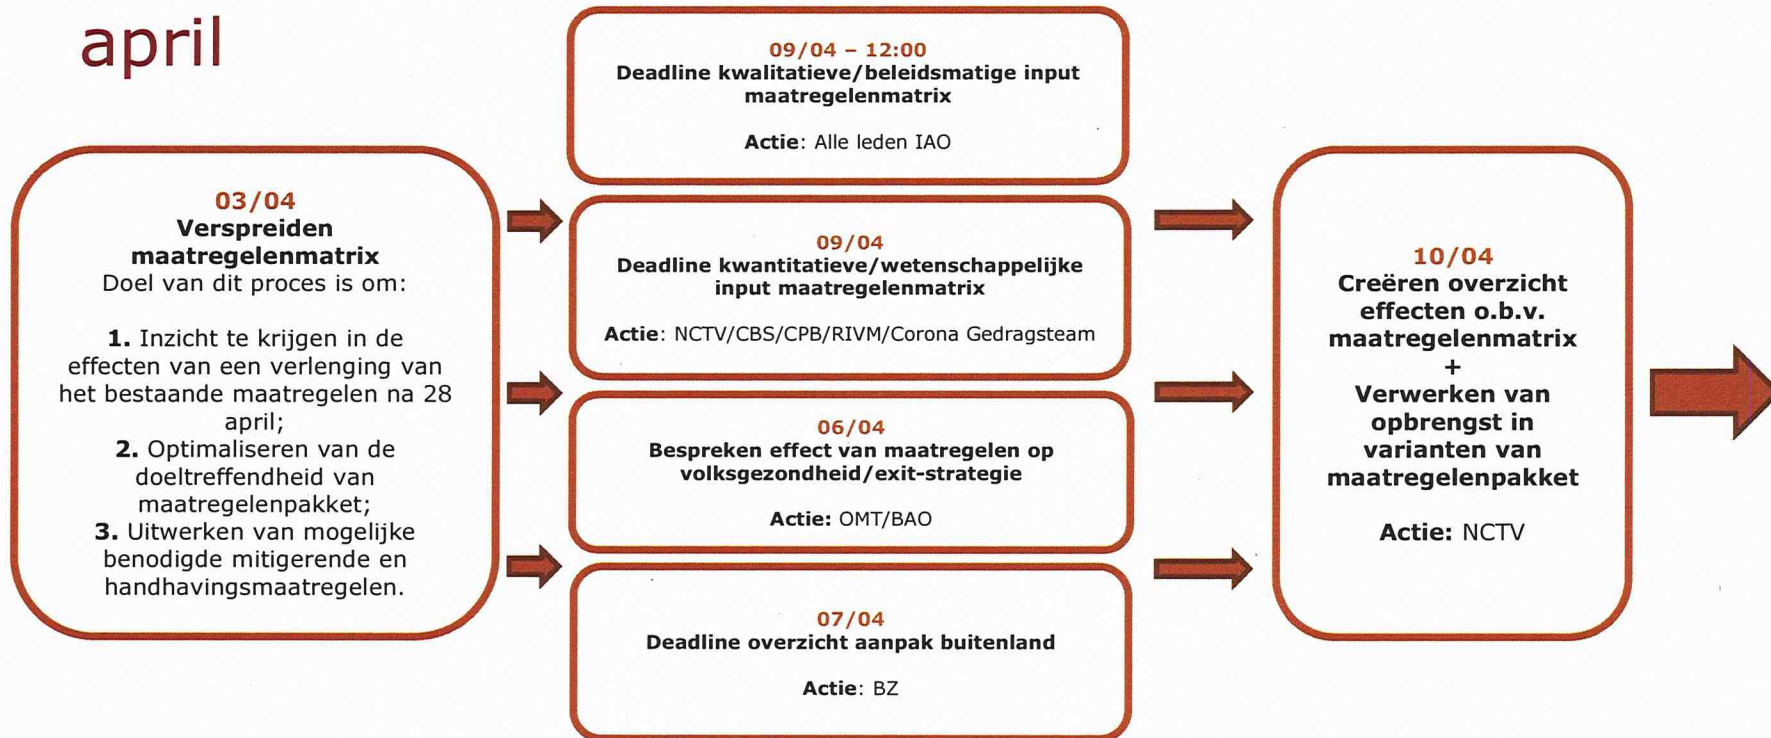 april
03/04
Verspreiden
maatregelenmatrix
Doel van dit proces is om:
1. Inzicht te krijgen in de
effecten van een verlenging van
het bestaande maatregelen na 28
april;
2. Optimaliseren van de
doeltreffendheid van
maatregelenpakket;
3. Uitwerken van mogelijke
benodigde mitigerende en
handhavingsmaatregelen.
09/04 – 12:00
Deadline kwalitatieve/beleidsmatige input
maatregelenmatrix
Actie: Alle leden IAO
09/04
Deadline kwantitatieve/wetenschappelijke
input maatregelenmatrix
Actie: NCTV/CBS/CPB/RIVM/Corona Gedragsteam
06/04
Bespreken effect van maatregelen op
volksgezondheid/exit-strategie
Actie: OMT/BAO
07/04
Deadline overzicht aanpak buitenland
Actie: BZ
10/04
Creëren overzicht
effecten o.b.v.
maatregelenmatrix
+
Verwerken van
opbrengst in
varianten van
maatregelenpakket
Actie: NCTV